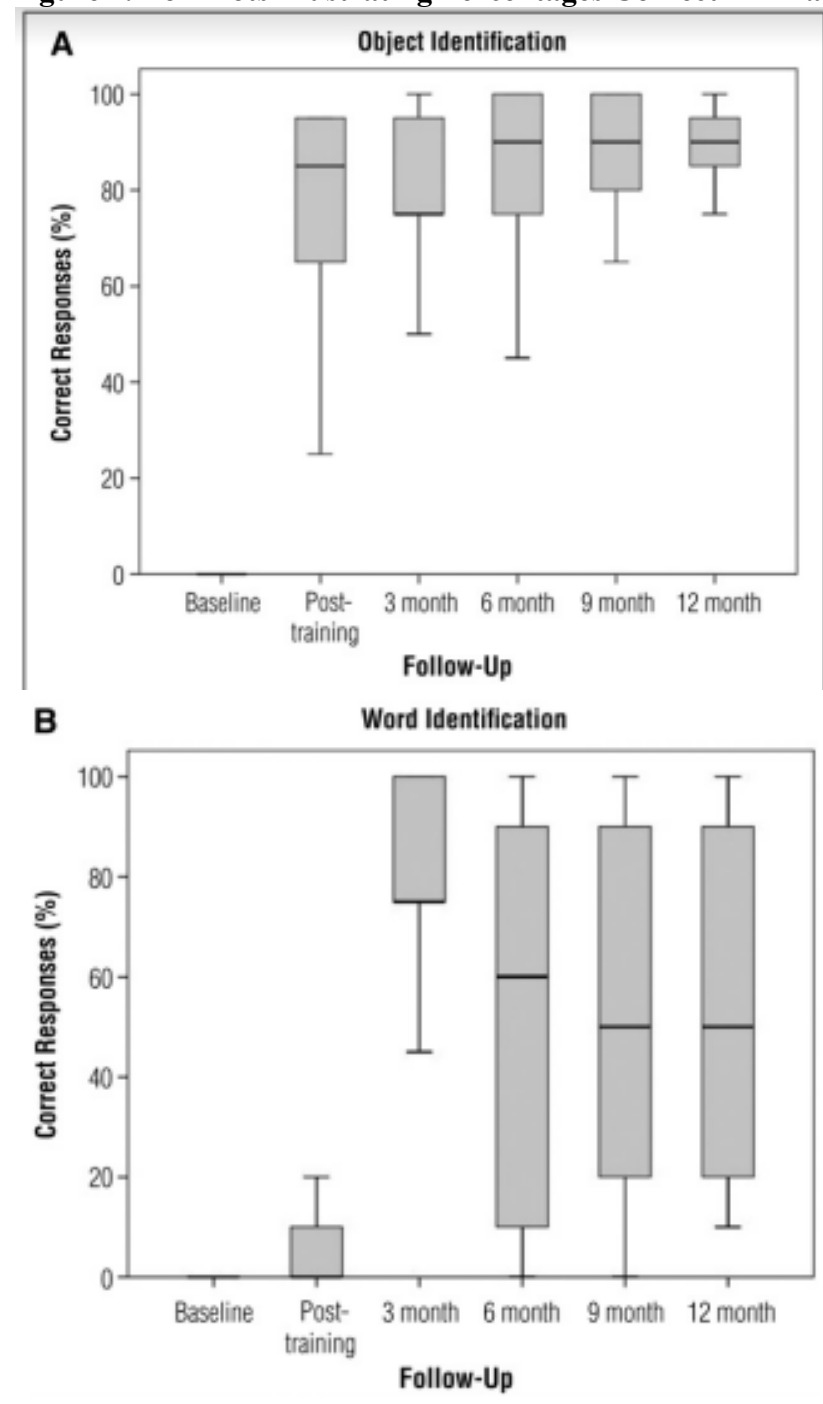 A
Object Identification
100
80
60
40
20
0
Correct Responses (%)
Baseline
Post-
training
3 month
6 month
9 month
12 month
Follow-Up
B
Word Identification
100
80
60
40
20
0
Correct Responses (%)
Baseline
Post-
training
3 month
6 month
9 month
12 month
Follow-Up